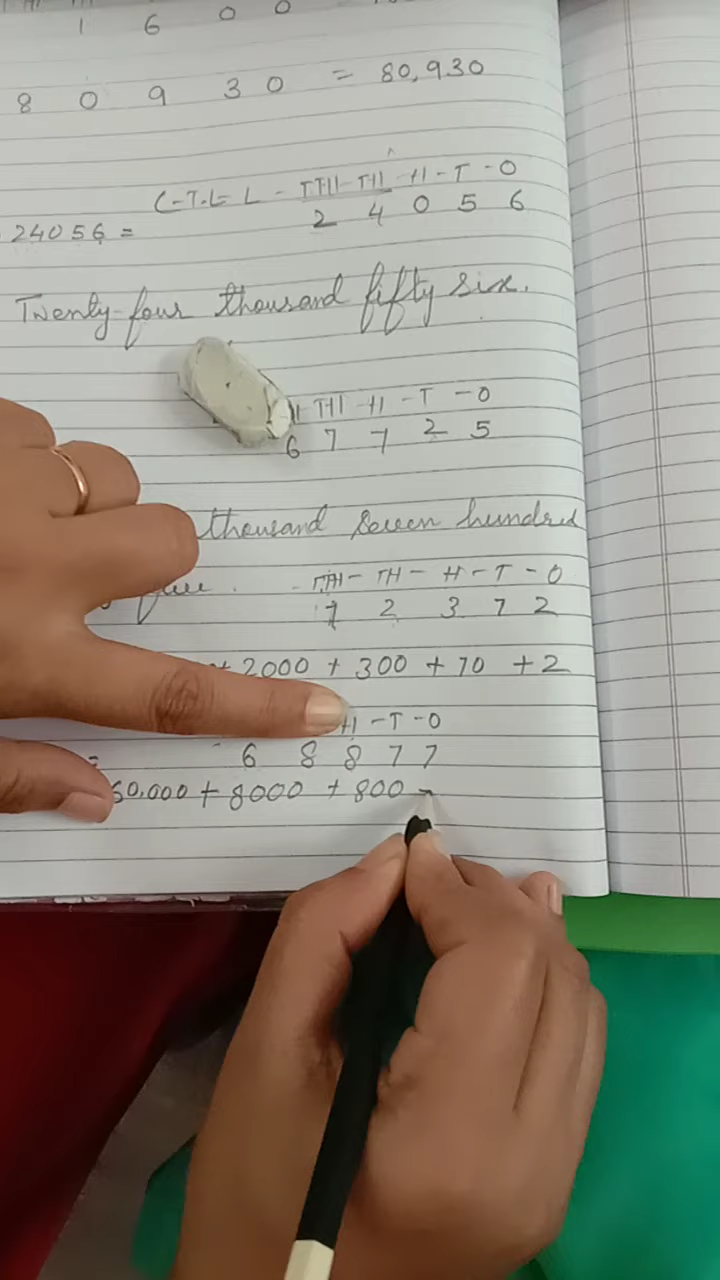 1 6 0 0
8 0 9 3 0 = 80,930
C-T.L= L - TTH-TH -H-T-O
24056 = 2 4 0 5 6
Twenty-four thousand fifty six.
TH -H -T -O
6 7 7 2 5
thousand seven hundred
TTH- TH - H - T - O
7 2 3 7 2
+ 2000 + 300 + 70 + 2
H -T -O
= 6 8 8 7 7
60,000 + 8000 + 800 -